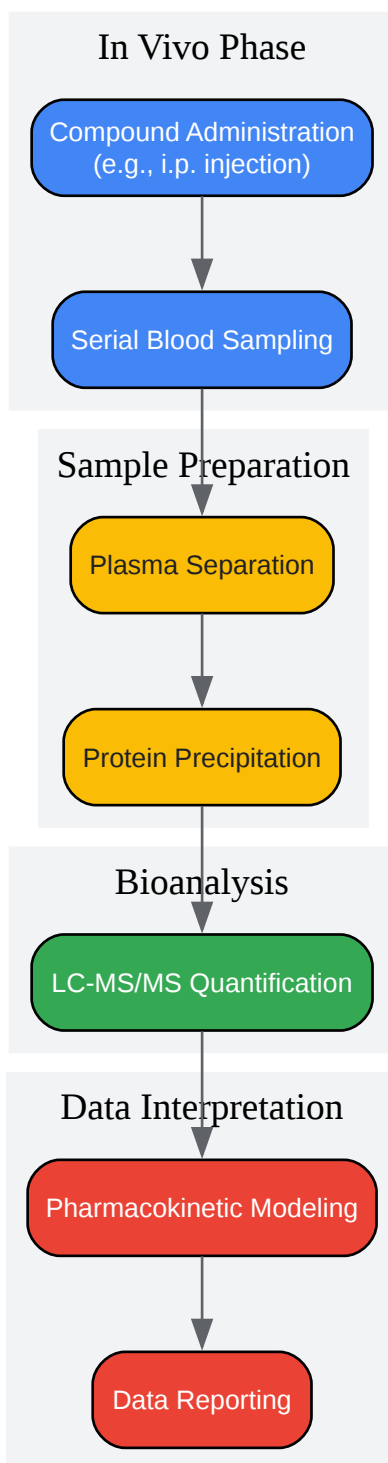 In Vivo Phase
Compound Administration
(e.g., i.p. injection)
Serial Blood Sampling
Sample Preparation
Plasma Separation
Protein Precipitation
Bioanalysis
LC-MS/MS Quantification
Data Interpretation
Pharmacokinetic Modeling
Data Reporting